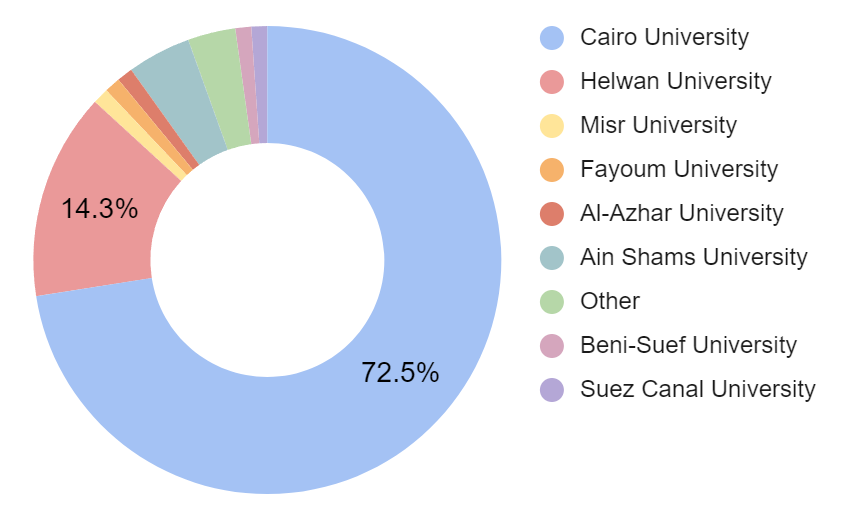 Cairo University
Helwan University
Misr University
Fayoum University
Al-Azhar University
Ain Shams University
Other
Beni-Suef University
Suez Canal University
14.3%
72.5%